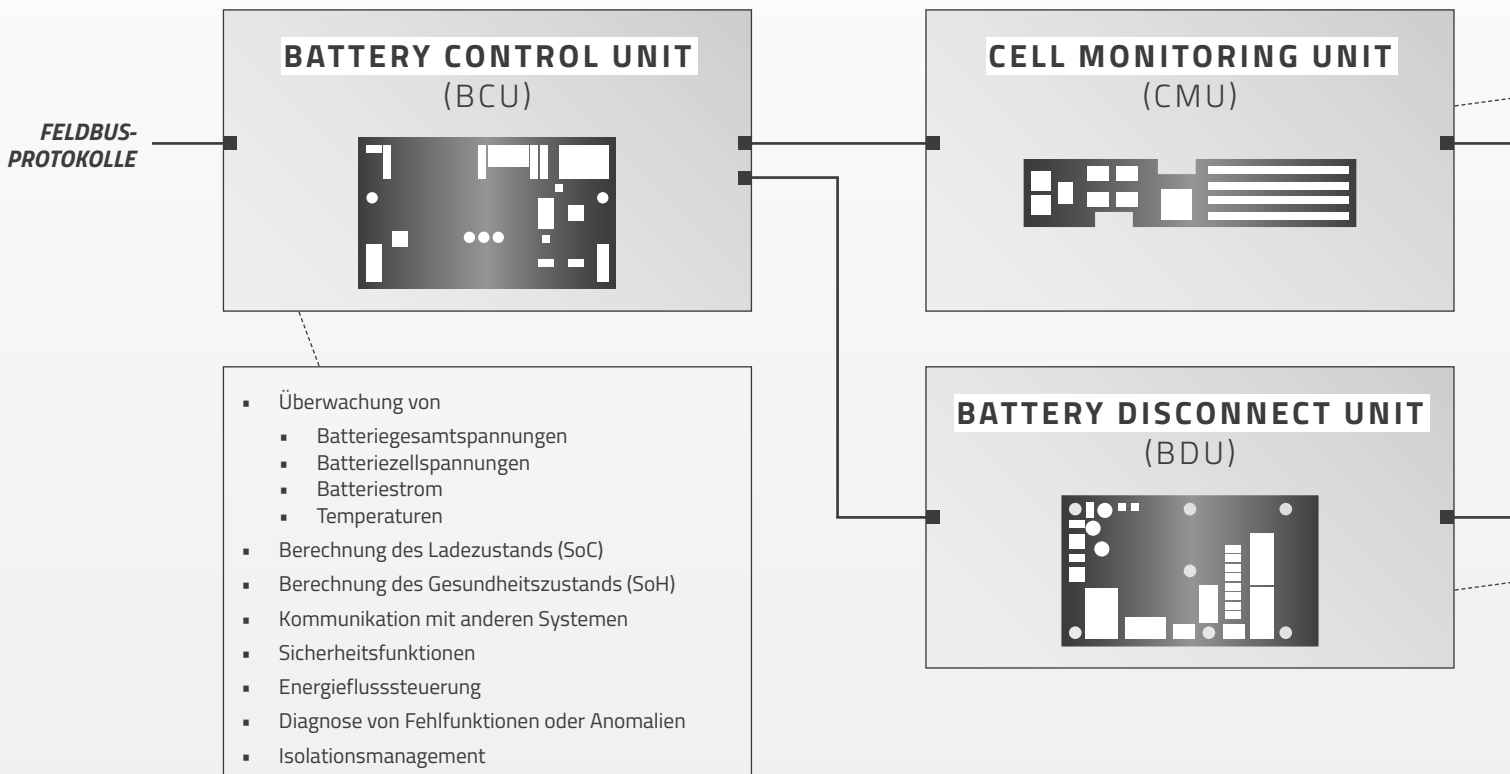 BATTERY CONTROL UNIT
(BCU)
CELL MONITORING UNIT
(CMU)
FELDBUS-
PROTOKOLLE
BATTERY DISCONNECT UNIT
(BDU)
▪ Überwachung von
▪ Batteriegesamtspannungen
▪ Batteriezellspannungen
▪ Batteriestrom
▪ Temperaturen
▪ Berechnung des Ladezustands (SoC)
▪ Berechnung des Gesundheitszustands (SoH)
▪ Kommunikation mit anderen Systemen
▪ Sicherheitsfunktionen
▪ Energieflusssteuerung
▪ Diagnose von Fehlfunktionen oder Anomalien
▪ Isolationsmanagement